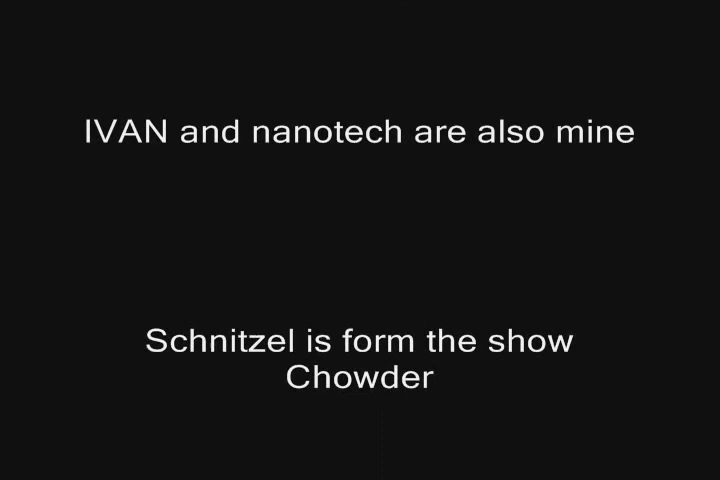 IVAN and nanotech are also mine
Schnitzel is form the show
Chowder